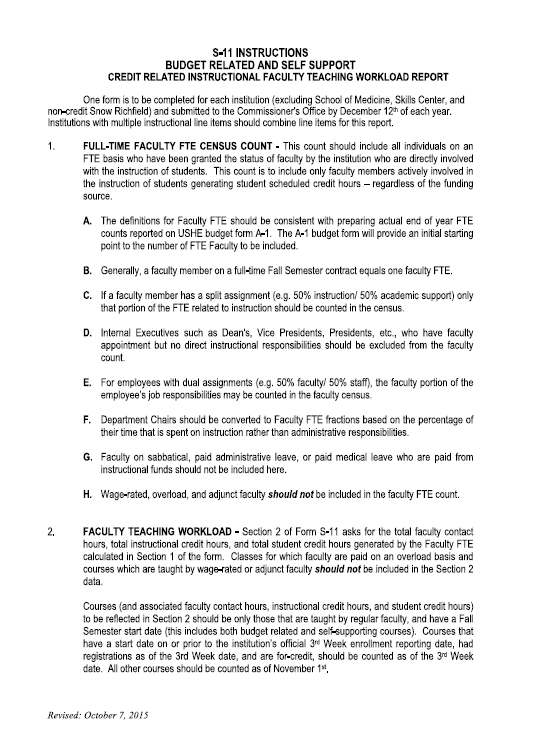 S-11 INSTRUCTIONS
BUDGET RELATED AND SELF SUPPORT
CREDIT RELATED INSTRUCTIONAL FACULTY TEACHING WORKLOAD REPORT
One form is to be completed for each institution (excluding School of Medicine, Skills Center, and
non-credit Snow Richfield) and submitted to the Commissioner's Office by December 12th of each year.
Institutions with multiple instructional line items should combine line items for this report.
1. FULL-TIME FACULTY FTE CENSUS COUNT - This count should include all individuals on an
FTE basis who have been granted the status of faculty by the institution who are directly involved
with the instruction of students. This count is to include only faculty members actively involved in
the instruction of students generating student scheduled credit hours – regardless of the funding
source.
A. The definitions for Faculty FTE should be consistent with preparing actual end of year FTE
counts reported on USHE budget form A-1. The A-1 budget form will provide an initial starting
point to the number of FTE Faculty to be included.
B. Generally, a faculty member on a full-time Fall Semester contract equals one faculty FTE.
C. If a faculty member has a split assignment (e.g. 50% instruction/ 50% academic support) only
that portion of the FTE related to instruction should be counted in the census.
D. Internal Executives such as Dean's, Vice Presidents, Presidents, etc., who have faculty
appointment but no direct instructional responsibilities should be excluded from the faculty
count.
E. For employees with dual assignments (e.g. 50% faculty/ 50% staff), the faculty portion of the
employee's job responsibilities may be counted in the faculty census.
F. Department Chairs should be converted to Faculty FTE fractions based on the percentage of
their time that is spent on instruction rather than administrative responsibilities.
G. Faculty on sabbatical, paid administrative leave, or paid medical leave who are paid from
instructional funds should not be included here.
H. Wage-rated, overload, and adjunct faculty should not be included in the faculty FTE count.
2. FACULTY TEACHING WORKLOAD - Section 2 of Form S-11 asks for the total faculty contact
hours, total instructional credit hours, and total student credit hours generated by the Faculty FTE
calculated in Section 1 of the form. Classes for which faculty are paid on an overload basis and
courses which are taught by wage-rated or adjunct faculty should not be included in the Section 2
data.
Courses (and associated faculty contact hours, instructional credit hours, and student credit hours)
to be reflected in Section 2 should be only those that are taught by regular faculty, and have a Fall
Semester start date (this includes both budget related and self-supporting courses). Courses that
have a start date on or prior to the institution's official 3rd Week enrollment reporting date, had
registrations as of the 3rd Week date, and are for-credit, should be counted as of the 3rd Week
date. All other courses should be counted as of November 1st.
Revised: October 7, 2015